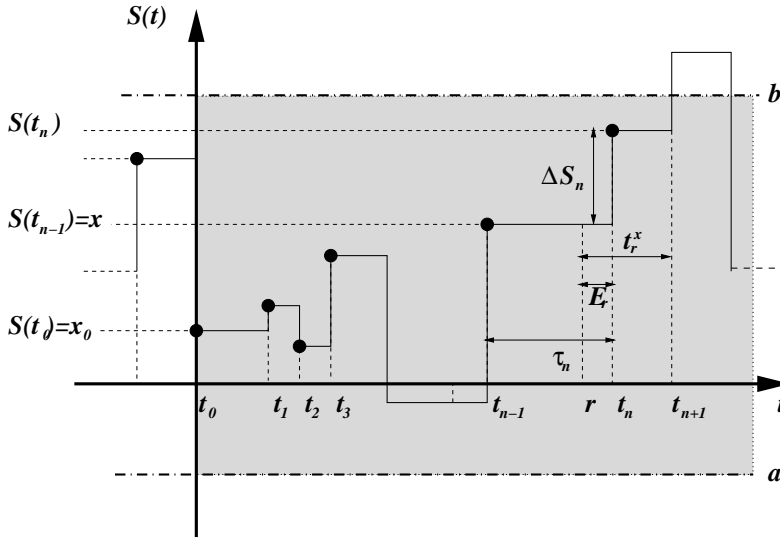 S(t)
b
S(t_n)
ΔS_n
S(t_{n-1})=x
t_r^x
E_r
S(t_0)=x_0
τ_n
t_0 t_1 t_2 t_3 t_{n-1} r t_n t_{n+1} t
a